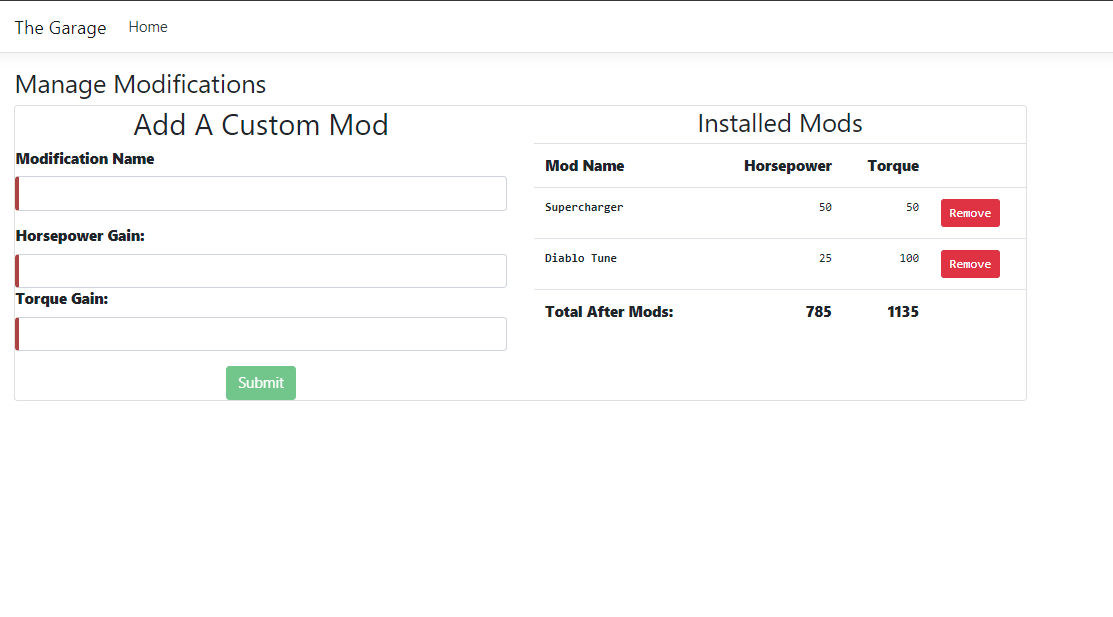 The Garage Home
Manage Modifications
Add A Custom Mod
Modification Name
Horsepower Gain:
Torque Gain:
Submit
Installed Mods
Mod Name Horsepower Torque
Supercharger 50 50 Remove
Diablo Tune 25 100 Remove
Total After Mods: 785 1135